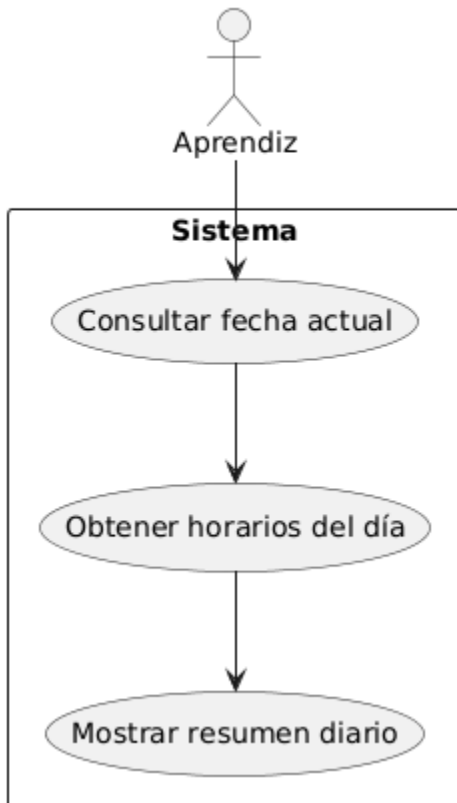 Aprendiz
Sistema
Consultar fecha actual
Obtener horarios del día
Mostrar resumen diario